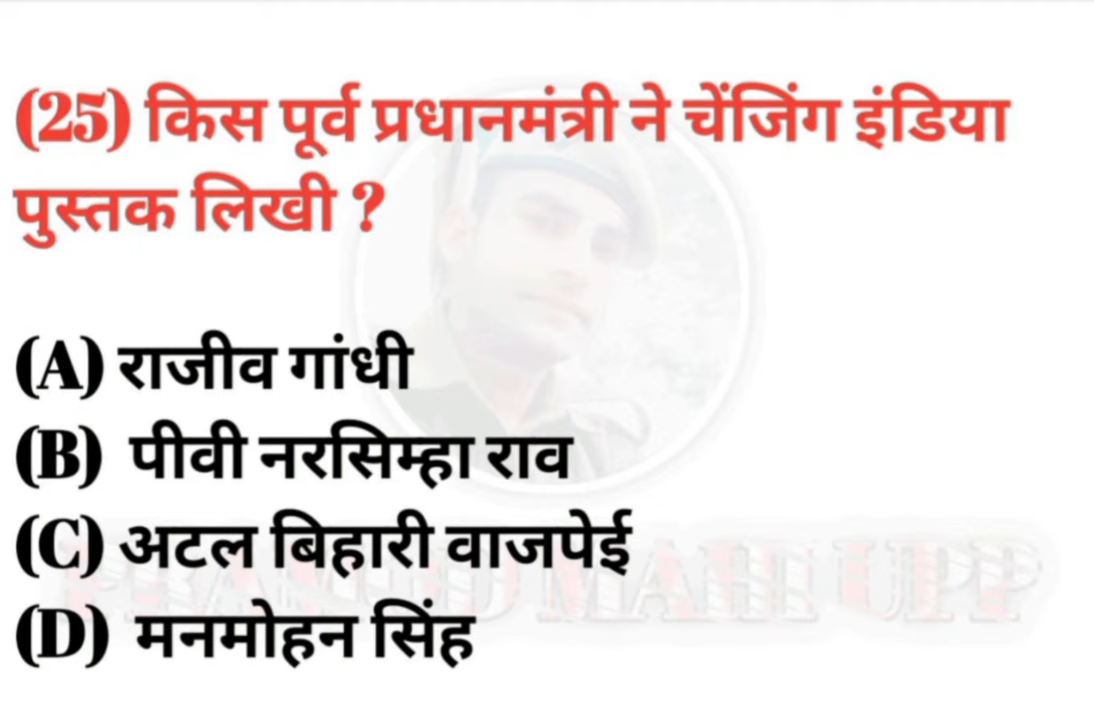 (25) किस पूर्व प्रधानमंत्री ने चेंजिंग इंडिया
पुस्तक लिखी ?
(A) राजीव गांधी
(B) पीवी नरसिम्हा राव
(C) अटल बिहारी वाजपेई
(D) मनमोहन सिंह